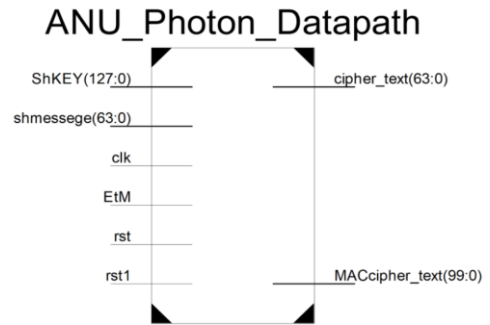 ANU_Photon_Datapath
ShKEY(127:0) cipher_text(63:0)
shmessege(63:0)
clk
EtM
rst
rst1 MACcipher_text(99:0)